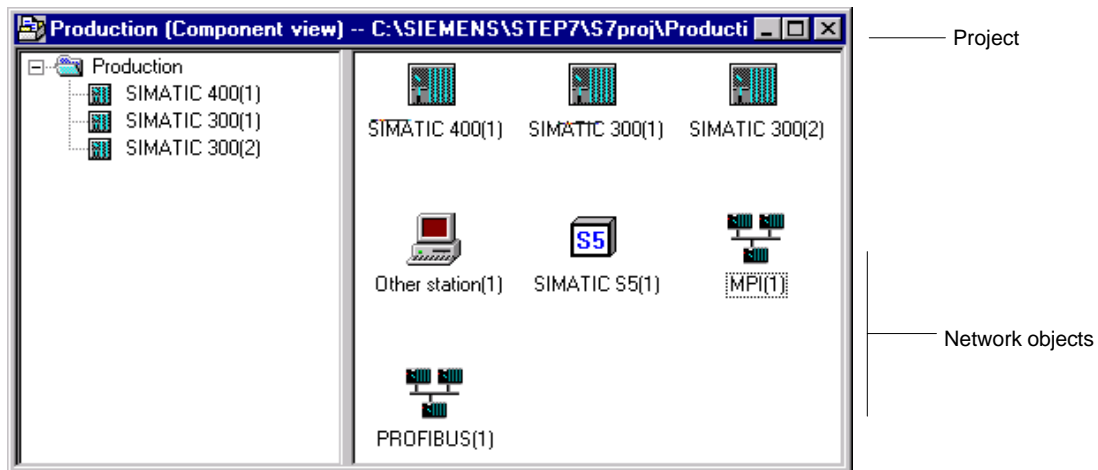 Production (Component view) -- C:\SIEMENS\STEP7\S7proj\Producti
Project
Production
SIMATIC 400(1)
SIMATIC 300(1)
SIMATIC 300(2)
SIMATIC 400(1) SIMATIC 300(1) SIMATIC 300(2)
S5
Other station(1) SIMATIC S5(1) MPI(1)
Network objects
PROFIBUS(1)